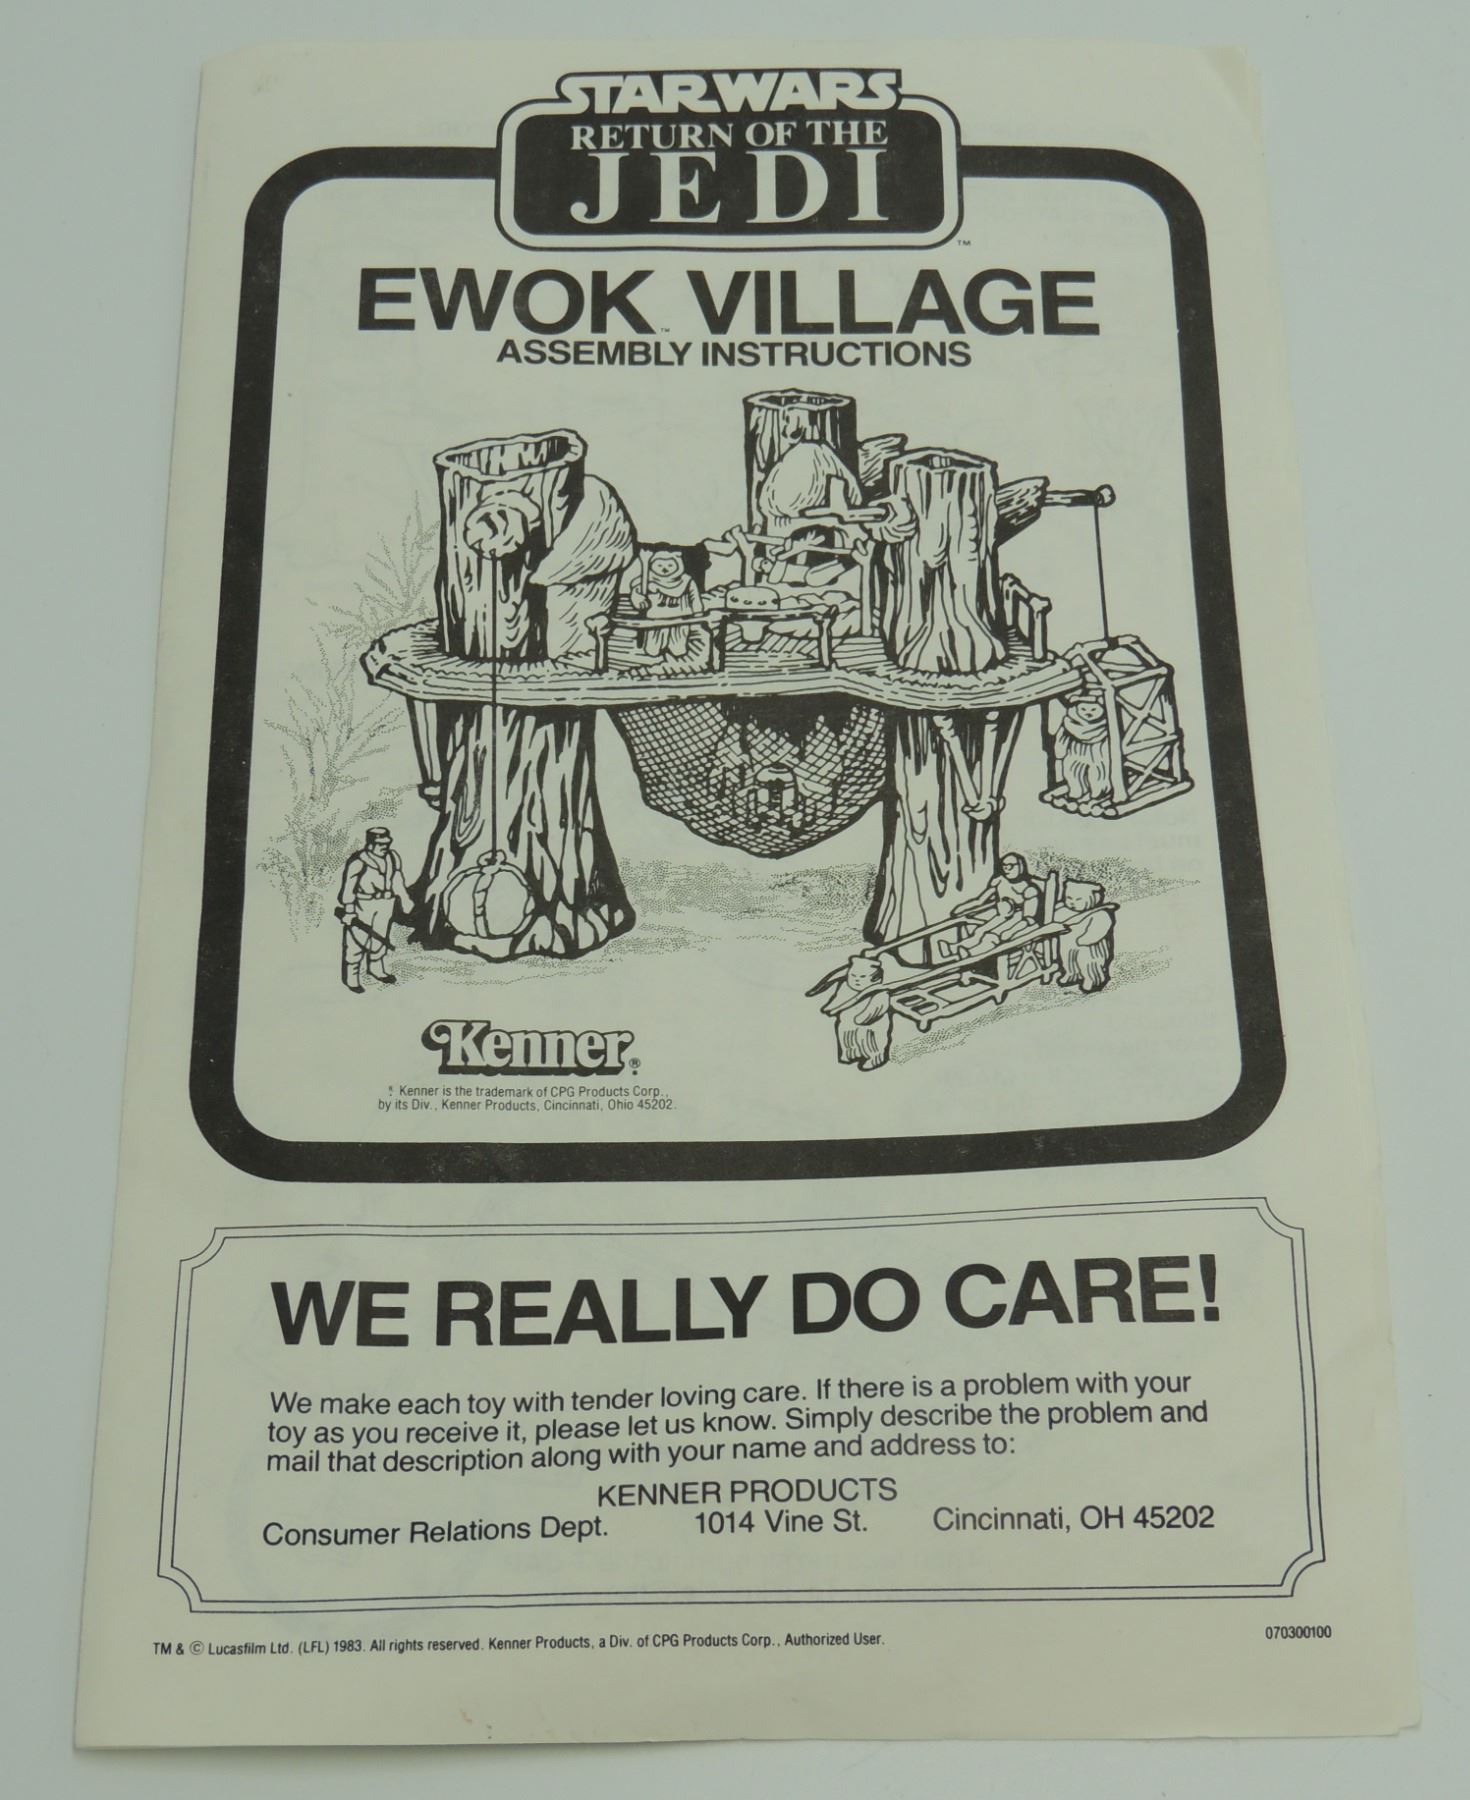 STAR WARS
RETURN OF THE
JEDI
TM
EWOK™ VILLAGE
ASSEMBLY INSTRUCTIONS
Kenner®
Kenner is the trademark of CPG Products Corp.,
by its Div., Kenner Products, Cincinnati, Ohio 45202.
WE REALLY DO CARE!
We make each toy with tender loving care. If there is a problem with your
toy as you receive it, please let us know. Simply describe the problem and
mail that description along with your name and address to:
KENNER PRODUCTS
Consumer Relations Dept. 1014 Vine St. Cincinnati, OH 45202
TM & © Lucasfilm Ltd. (LFL) 1983. All rights reserved. Kenner Products, a Div. of CPG Products Corp., Authorized User.
070300100